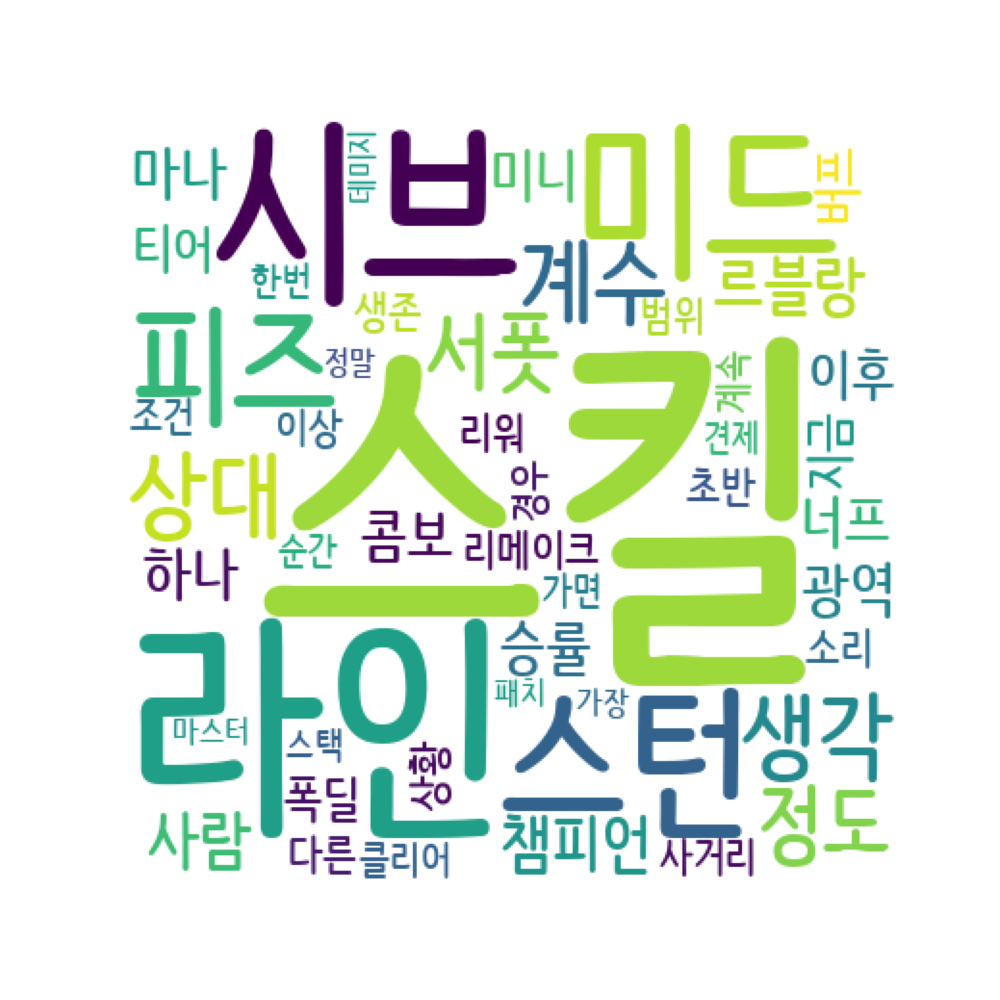 마나
시브
데미지
미니
미드
뿜피
티어
한번
계수
르블랑
생존
범위
피즈
서폿
정말
계속
이후
조건
이상
스킬
리워
견제
지금
상대
경우
초반
너프
하나
순간
콤보
리메이크
가면
광역
라인
승률
소리
패치
가장
마스터
스택
상황
스턴
생각
사람
폭딜
다른
클리어
챔피언
사거리
정도